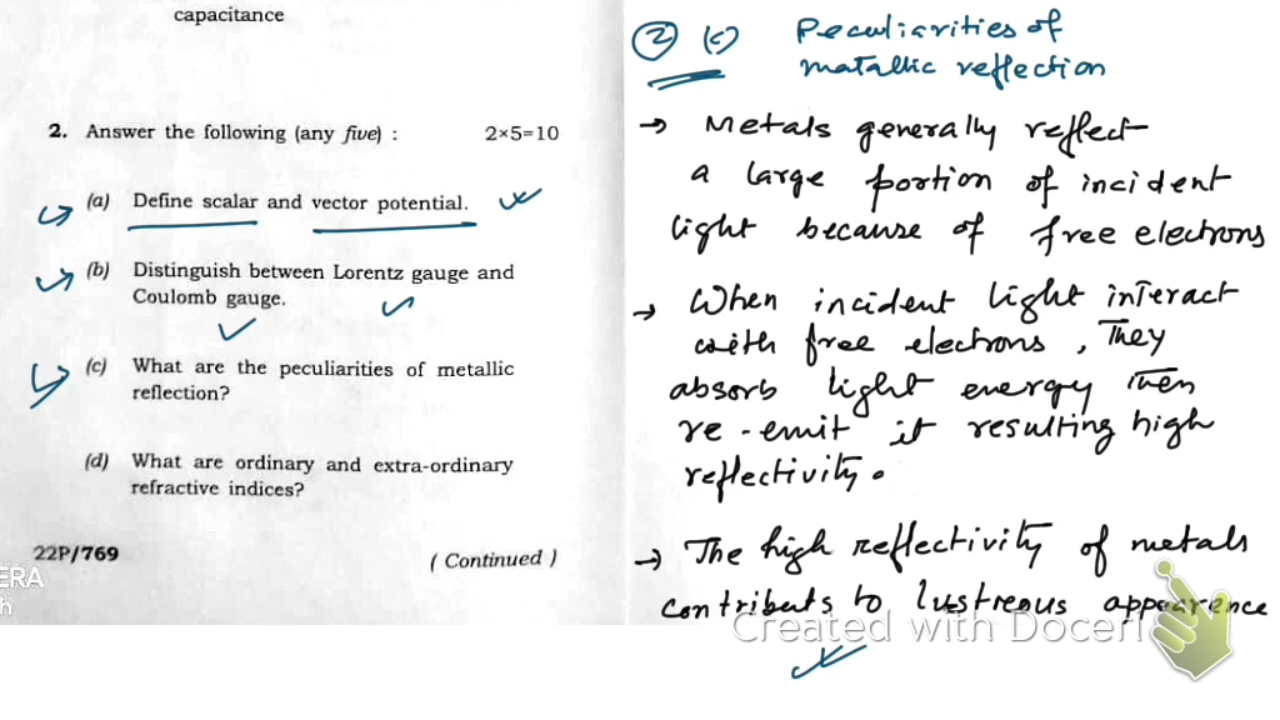 capacitance
2. Answer the following (any five) : 2×5=10
(a) Define scalar and vector potential.
(b) Distinguish between Lorentz gauge and
Coulomb gauge.
(c) What are the peculiarities of metallic
reflection?
(d) What are ordinary and extra-ordinary
refractive indices?
22P/769
( Continued )
ERA
h
② (c) Peculiarities of
matallic reflection
→ Metals generally reflect
a large portion of incident
light because of free electrons
→ When incident light interact
with free electrons, They
absorb light energy then
re-emit it resulting high
reflectivity.
→ The high reflectivity of metals
contributs to lustreous appearence
Created with Doceri